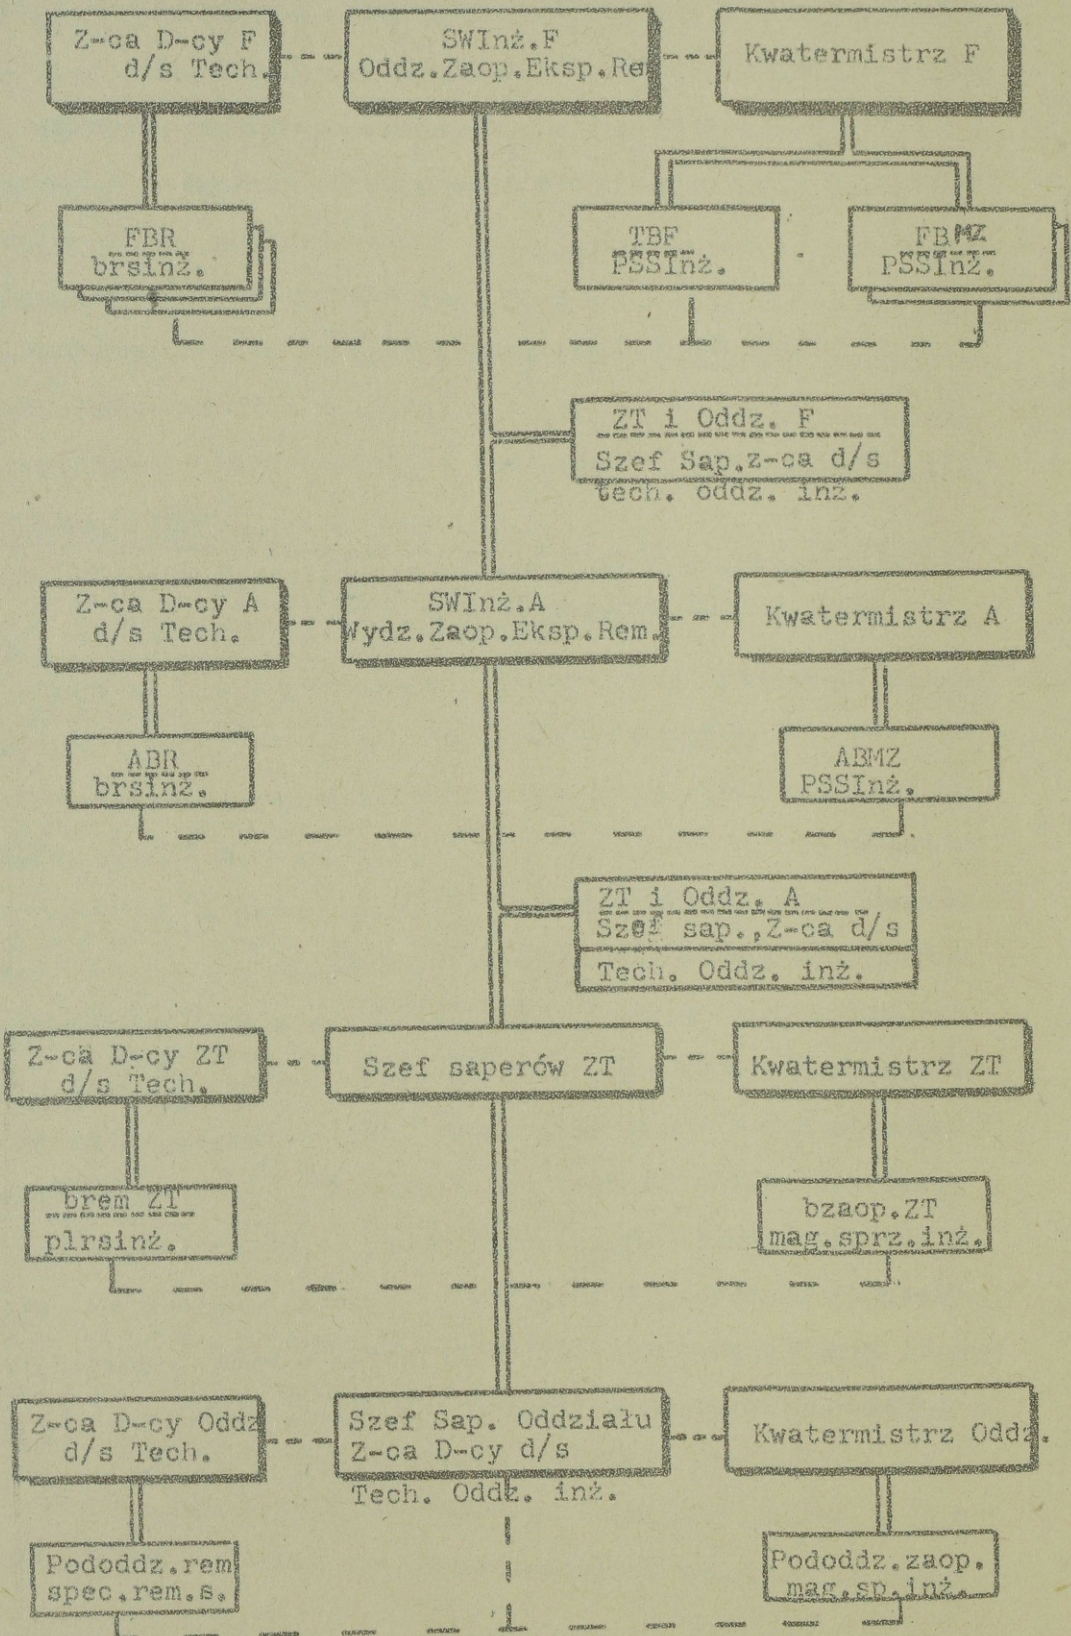 Z-ca D-cy F
d/s Tech.
SWInż.F
Oddz.Zaop.Eksp.Rem
Kwatermistrz F
FBR
brsinż.
TBF
PSSInż.
FBMZ
PSSInż.
ZT i Oddz. F
Szef Sap.z-ca d/s
tech. oddz. inż.
Z-ca D-cy A
d/s Tech.
SWInż.A
Wydz.Zaop.Eksp.Rem.
Kwatermistrz A
ABR
brsinż.
ABMZ
PSSInż.
ZT i Oddz. A
Szef sap.,Z-ca d/s
Tech. Oddz. inż.
Z-ca D-cy ZT
d/s Tech.
Szef saperów ZT
Kwatermistrz ZT
brem ZT
plrsinż.
bzaop.ZT
mag.sprz.inż.
Z-ca D-cy Oddz
d/s Tech.
Szef Sap. Oddziału
Z-ca D-cy d/s
Tech. Oddz. inż.
Kwatermistrz Oddz.
Pododdz.rem
spec.rem.s.
Pododdz.zaop.
mag.sp.inż.